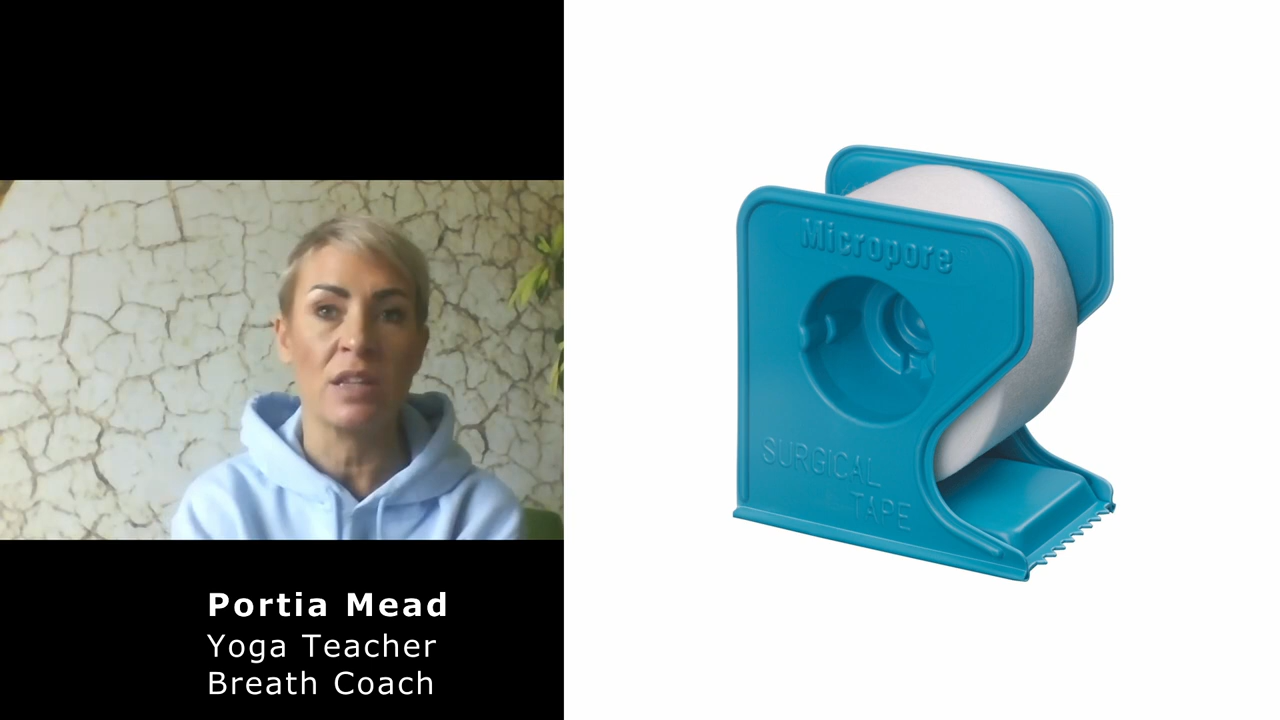 Portia Mead
Yoga Teacher
Breath Coach
Micropore
SURGICAL
TAPE